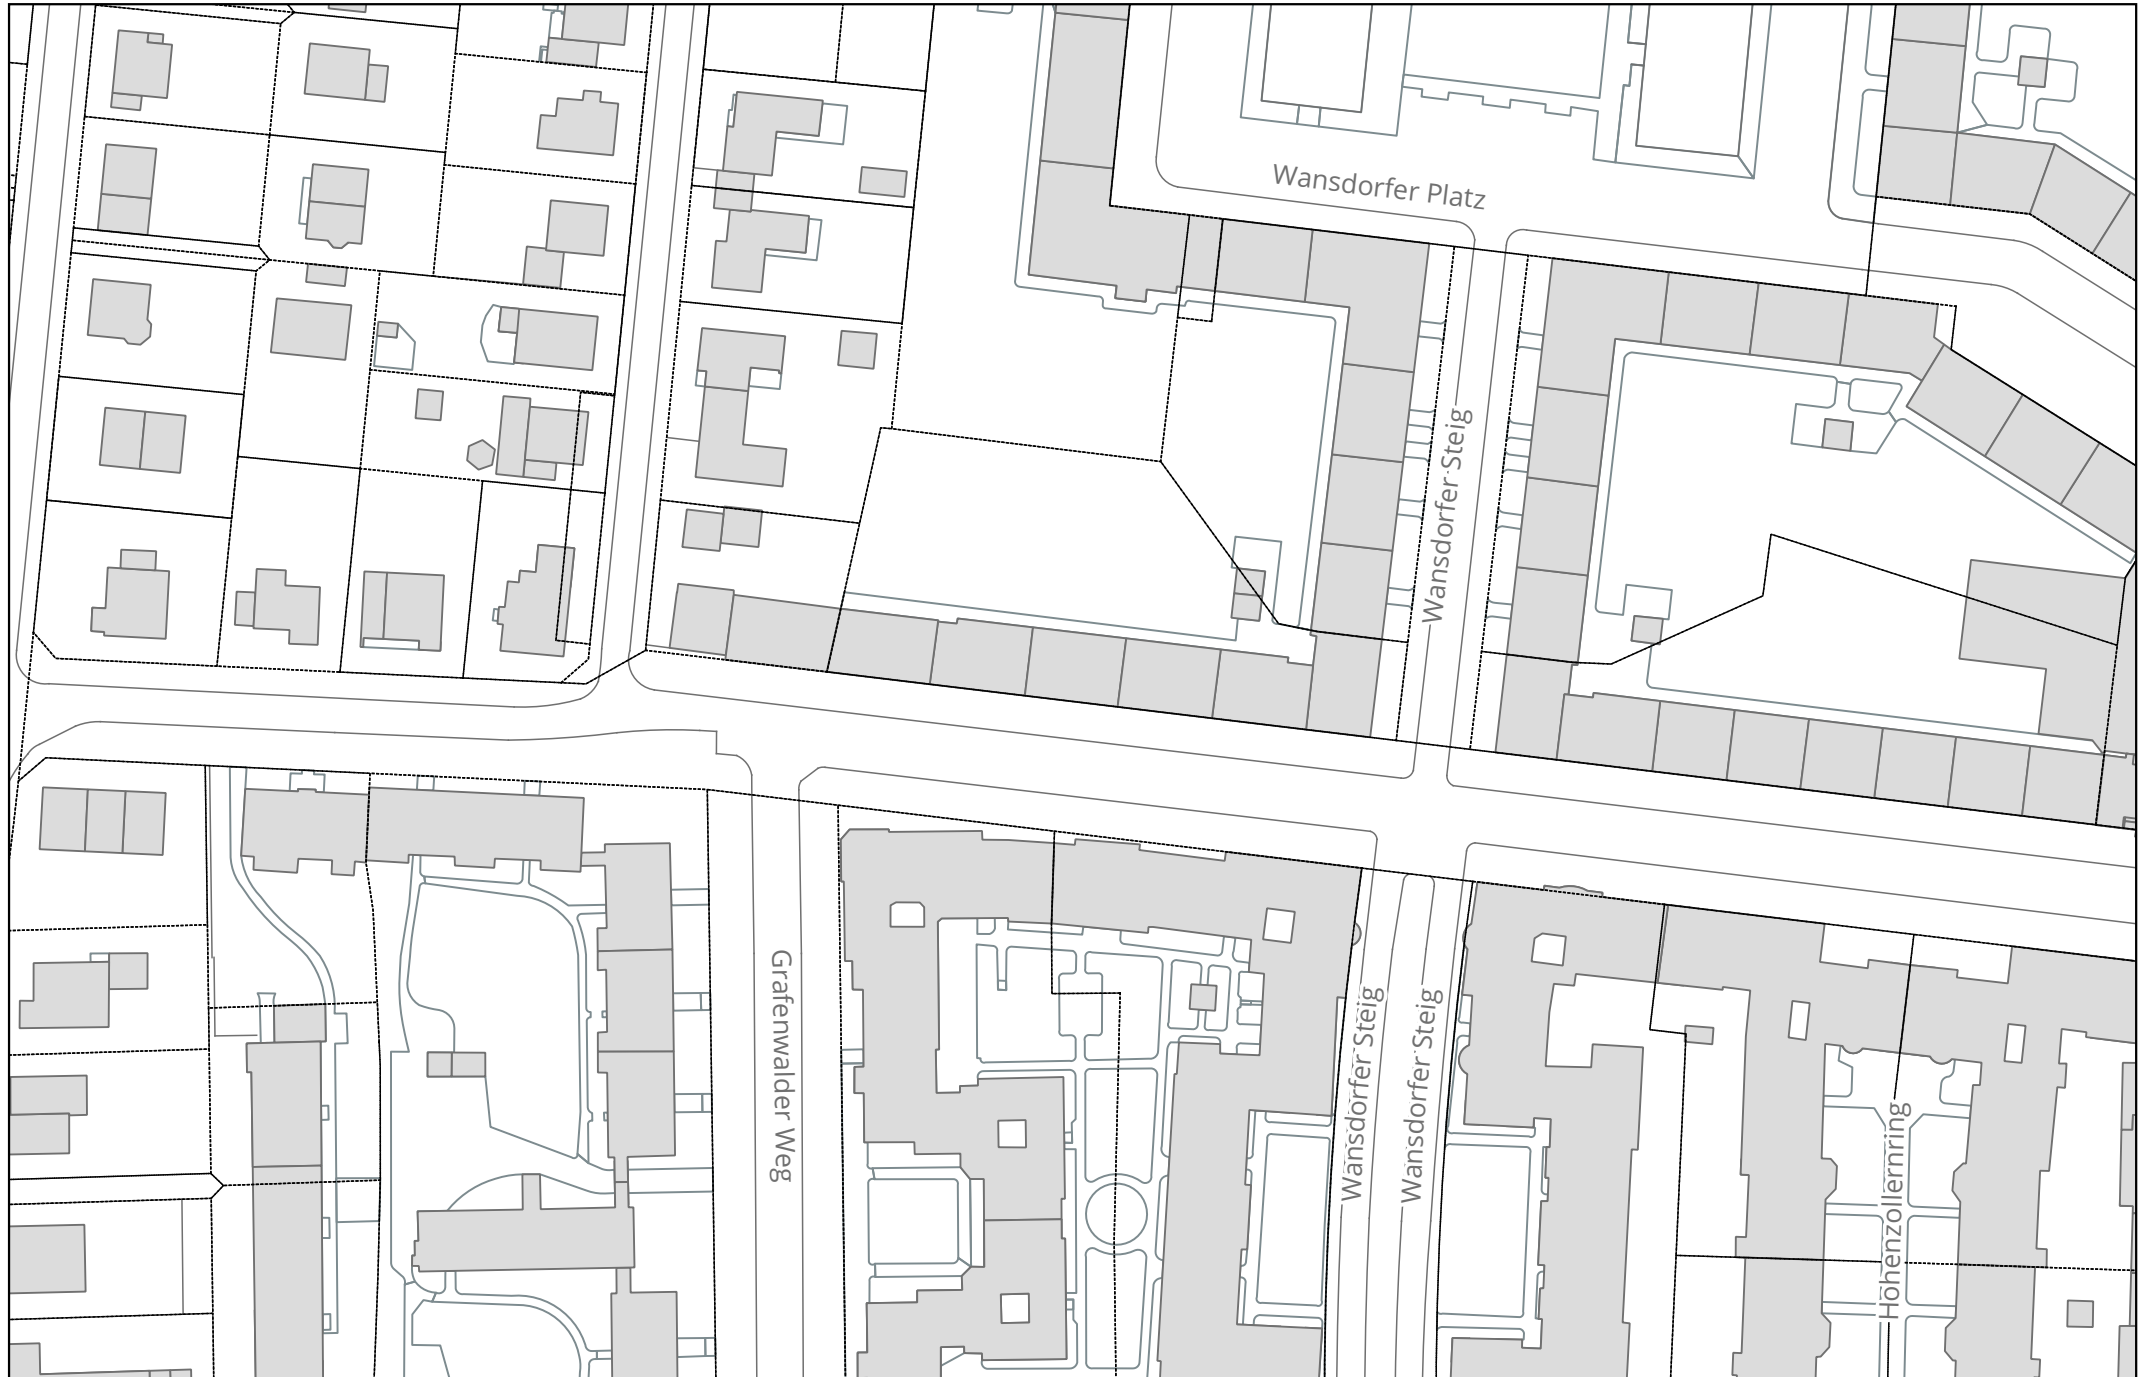 Wansdorfer Platz
Wansdorfer Steig
Grafenwalder Weg
Wansdorfer Steig
Wansdorfer Steig
Hohenzollernring